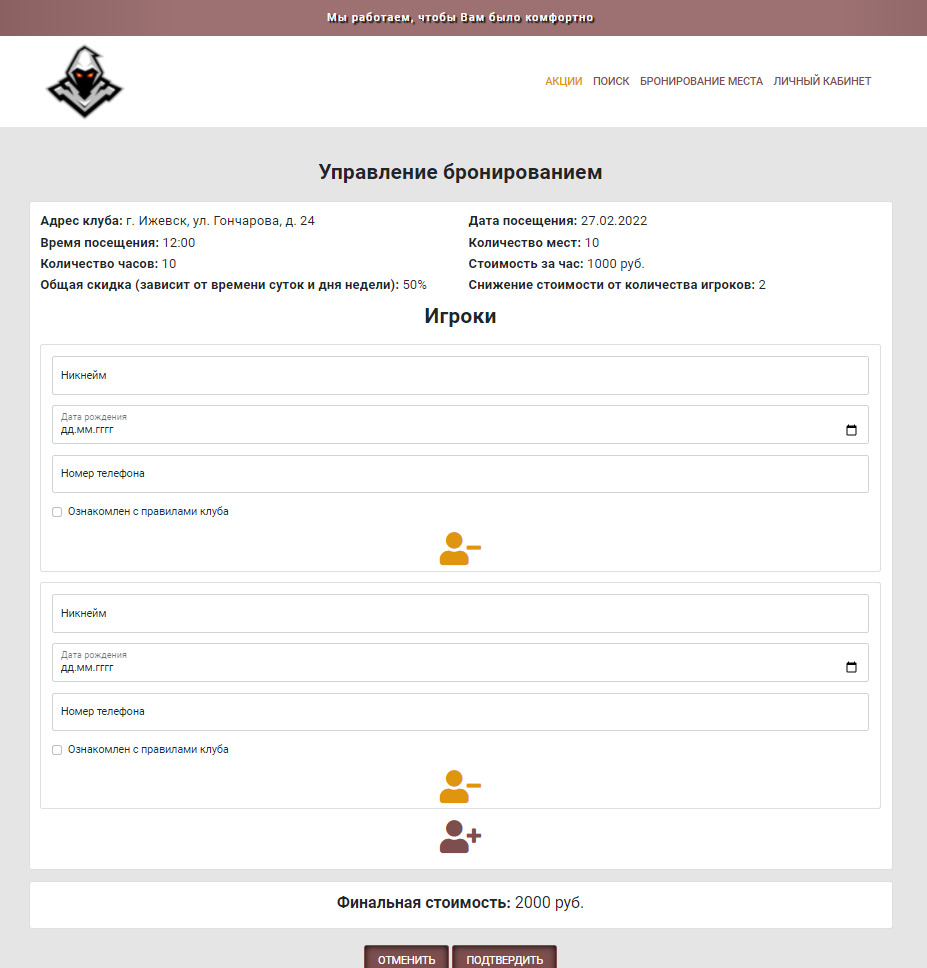 Мы работаем, чтобы Вам было комфортно
АКЦИИ ПОИСК БРОНИРОВАНИЕ МЕСТА ЛИЧНЫЙ КАБИНЕТ
Управление бронированием
Адрес клуба: г. Ижевск, ул. Гончарова, д. 24
Дата посещения: 27.02.2022
Время посещения: 12:00
Количество мест: 10
Количество часов: 10
Стоимость за час: 1000 руб.
Общая скидка (зависит от времени суток и дня недели): 50%
Снижение стоимости от количества игроков: 2
Игроки
Никнейм
Дата рождения
дд.мм.гггг
Номер телефона
Ознакомлен с правилами клуба
Никнейм
Дата рождения
дд.мм.гггг
Номер телефона
Ознакомлен с правилами клуба
Финальная стоимость: 2000 руб.
ОТМЕНИТЬ ПОДТВЕРДИТЬ